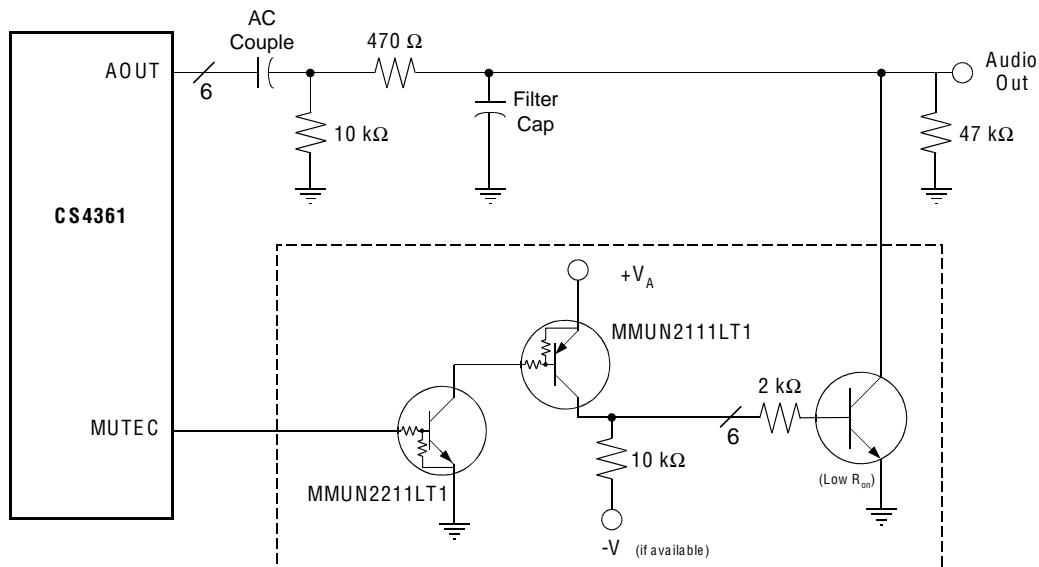 AC
Couple
470 Ω
AOUT
6
Audio
Out
Filter
Cap
10 kΩ
47 kΩ
CS4361
+VA
MMUN2111LT1
2 kΩ
MUTEC
6
10 kΩ
(Low Ron)
MMUN2211LT1
-V (if available)